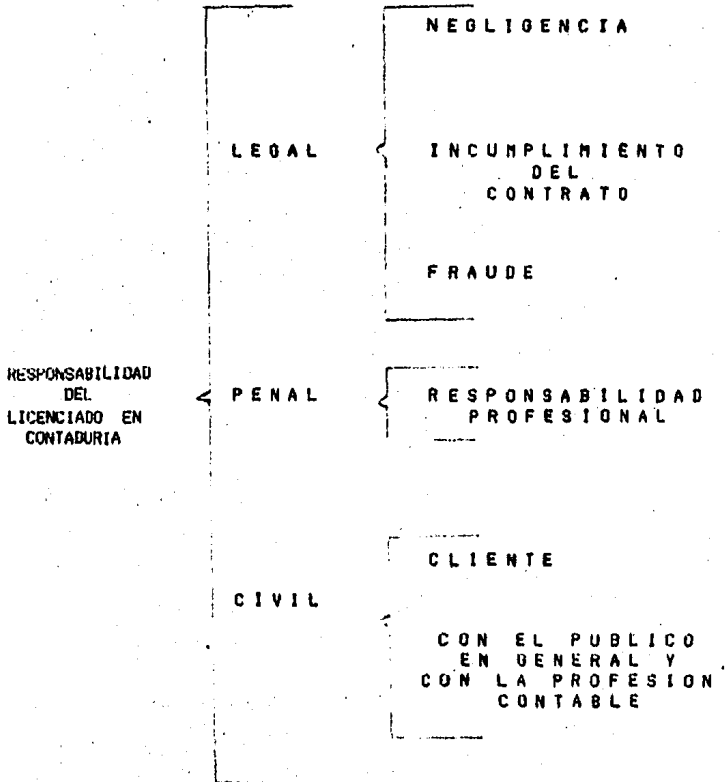 NEGLIGENCIA
LEGAL
INCUMPLIMIENTO
DEL
CONTRATO
FRAUDE
RESPONSABILIDAD
DEL
LICENCIADO EN
CONTADURIA
PENAL
RESPONSABILIDAD
PROFESIONAL
CLIENTE
CIVIL
CON EL PUBLICO
EN GENERAL Y
CON LA PROFESION
CONTABLE